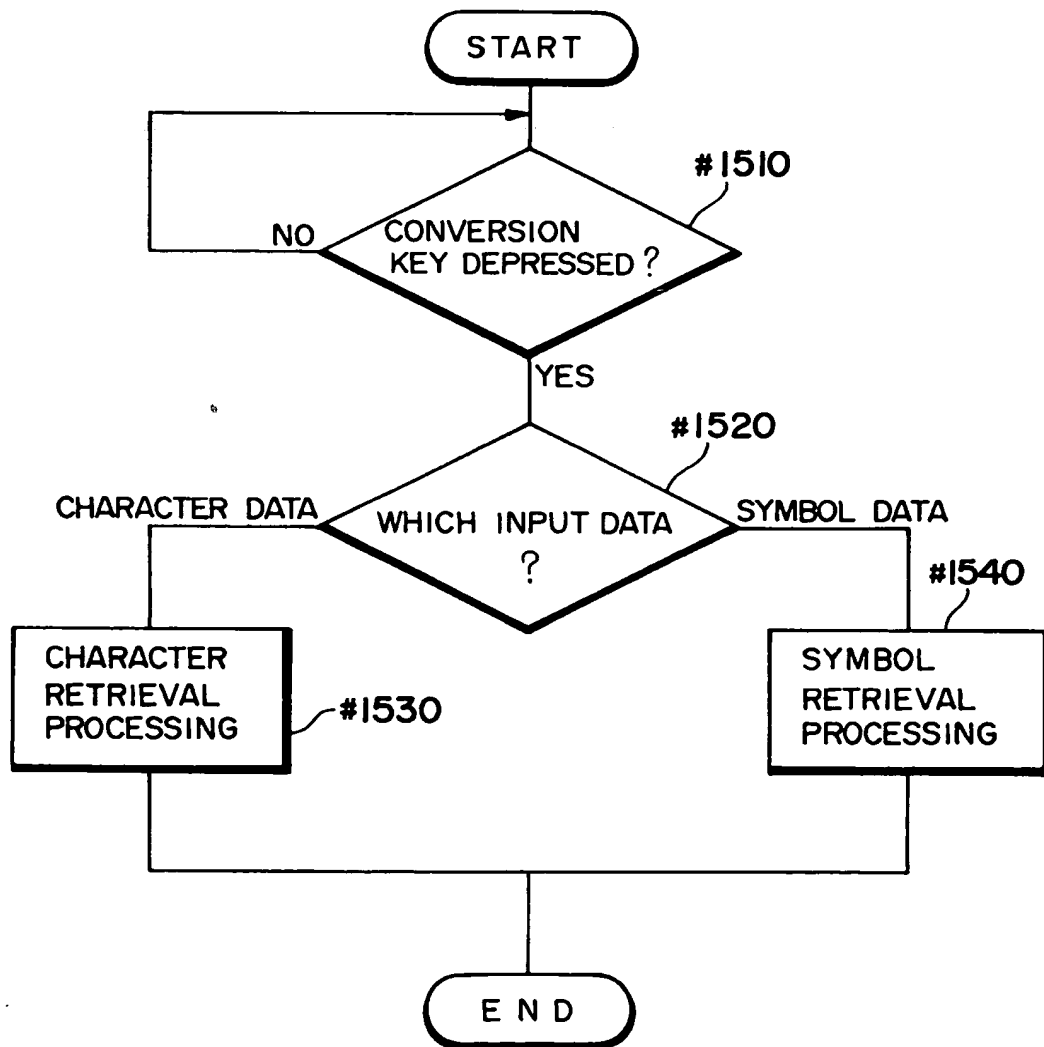 START
#1510
NO
CONVERSION
KEY DEPRESSED ?
YES
#1520
CHARACTER DATA
WHICH INPUT DATA
?
SYMBOL DATA
#1540
CHARACTER
RETRIEVAL
PROCESSING
#1530
SYMBOL
RETRIEVAL
PROCESSING
END